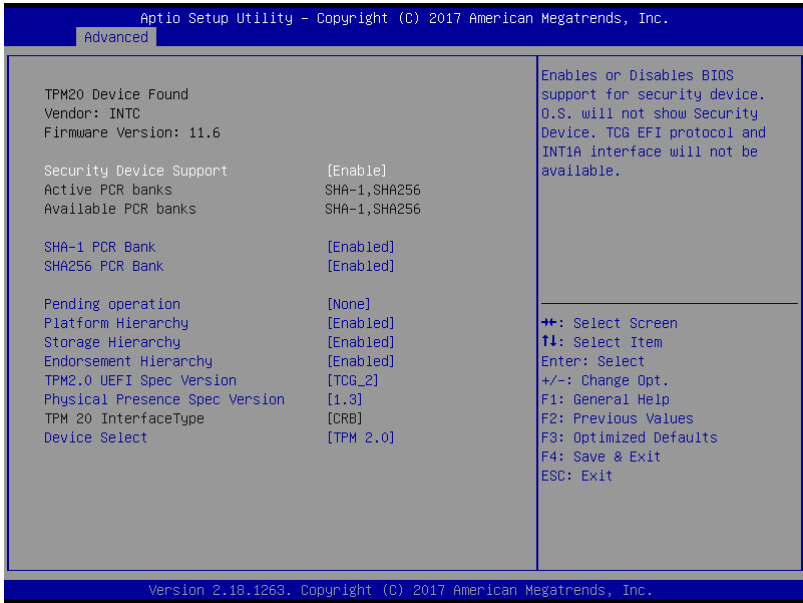 Aptio Setup Utility – Copyright (C) 2017 American Megatrends, Inc.
Advanced
TPM20 Device Found
Vendor: INTC
Firmware Version: 11.6
Security Device Support [Enable]
Active PCR banks SHA-1,SHA256
Available PCR banks SHA-1,SHA256
SHA-1 PCR Bank [Enabled]
SHA256 PCR Bank [Enabled]
Pending operation [None]
Platform Hierarchy [Enabled]
Storage Hierarchy [Enabled]
Endorsement Hierarchy [Enabled]
TPM2.0 UEFI Spec Version [TCG_2]
Physical Presence Spec Version [1.3]
TPM 20 InterfaceType [CRB]
Device Select [TPM 2.0]
Enables or Disables BIOS
support for security device.
O.S. will not show Security
Device. TCG EFI protocol and
INT1A interface will not be
available.
→←: Select Screen
↑↓: Select Item
Enter: Select
+/-: Change Opt.
F1: General Help
F2: Previous Values
F3: Optimized Defaults
F4: Save & Exit
ESC: Exit
Version 2.18.1263. Copyright (C) 2017 American Megatrends, Inc.